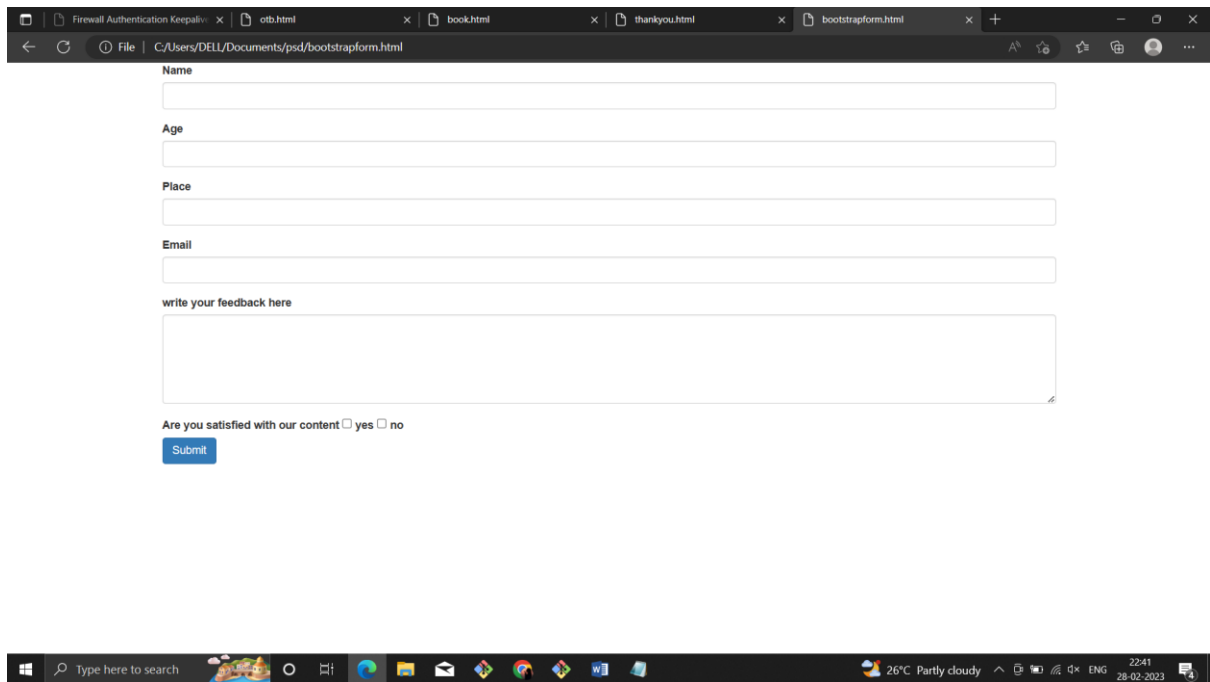 Firewall Authentication Keepaliv
otb.html
book.html
thankyou.html
bootstrapform.html
File
C:/Users/DELL/Documents/psd/bootstrapform.html
Name
Age
Place
Email
write your feedback here
Are you satisfied with our content yes no
Submit
Type here to search
26°C Partly cloudy
ENG
22:41
28-02-2023
4